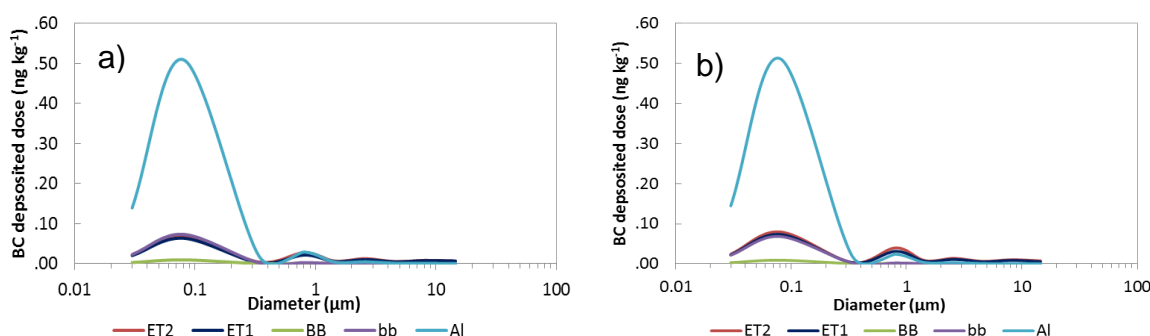 a)
BC depsosited dose (ng kg-1)
.60
.50
.40
.30
.20
.10
.00
0.01 0.1 1 10 100
Diameter (µm)
ET2 ET1 BB bb Al
b)
BC depsosited dose (ng kg-1)
.60
.50
.40
.30
.20
.10
.00
0.01 0.1 1 10 100
Diameter (µm)
ET2 ET1 BB bb Al